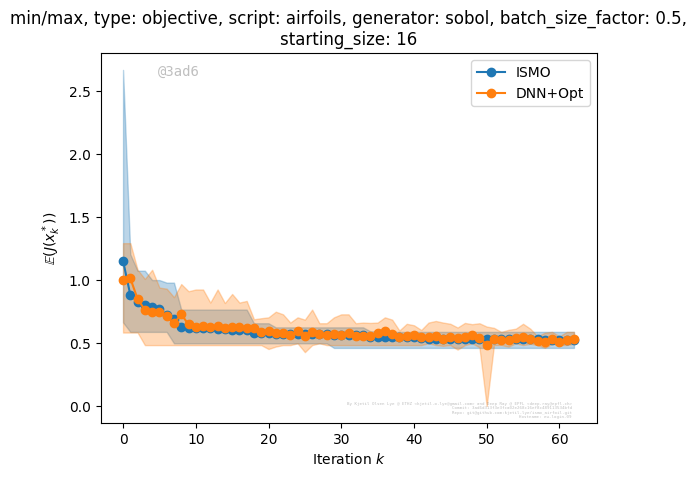 min/max, type: objective, script: airfoils, generator: sobol, batch_size_factor: 0.5,
starting_size: 16
@3ad6
ISMO
DNN+Opt
2.5
2.0
1.5
1.0
0.5
0.0
𝔼(J(x*k))
0
10
20
30
40
50
60
Iteration k